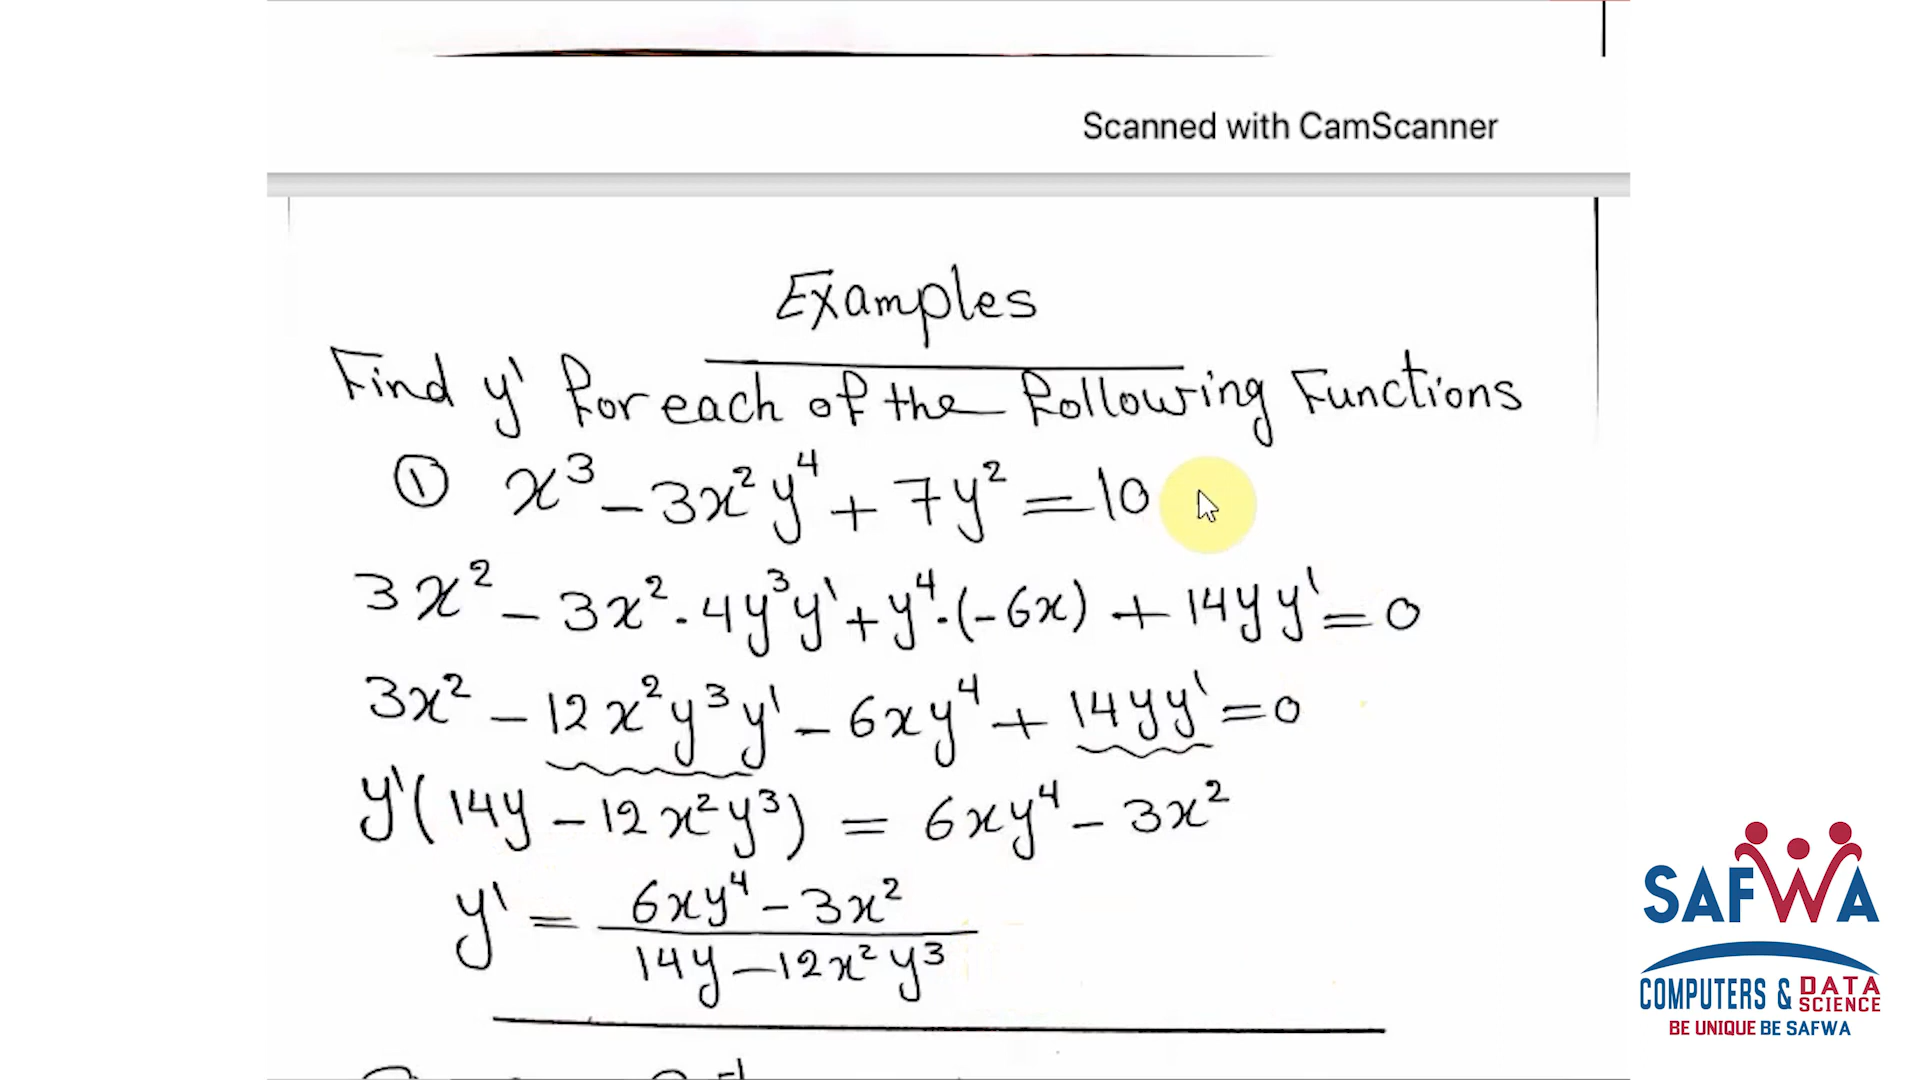 Scanned with CamScanner
Examples
Find y' for each of the following Functions
① x³ - 3x²y⁴ + 7y² = 10
3x² - 3x² · 4y³y' + y⁴ · (-6x) + 14yy' = 0
3x² - 12x²y³y' - 6xy⁴ + 14yy' = 0
y'(14y - 12x²y³) = 6xy⁴ - 3x²
y' = (6xy⁴ - 3x²) / (14y - 12x²y³)
SAFWA
COMPUTERS & DATA SCIENCE
BE UNIQUE BE SAFWA